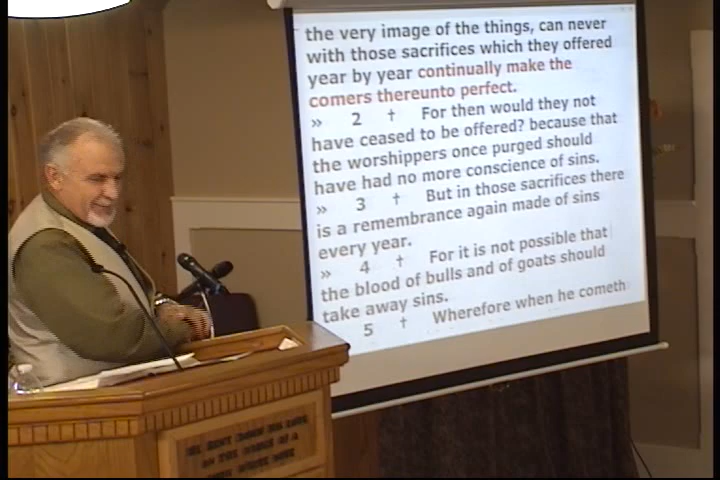 the very image of the things, can never
with those sacrifices which they offered
year by year continually make the
comers thereunto perfect.
» 2 † For then would they not
have ceased to be offered? because that
the worshippers once purged should
have had no more conscience of sins.
» 3 † But in those sacrifices there
is a remembrance again made of sins
every year.
» 4 † For it is not possible that
the blood of bulls and of goats should
take away sins.
5 † Wherefore when he cometh